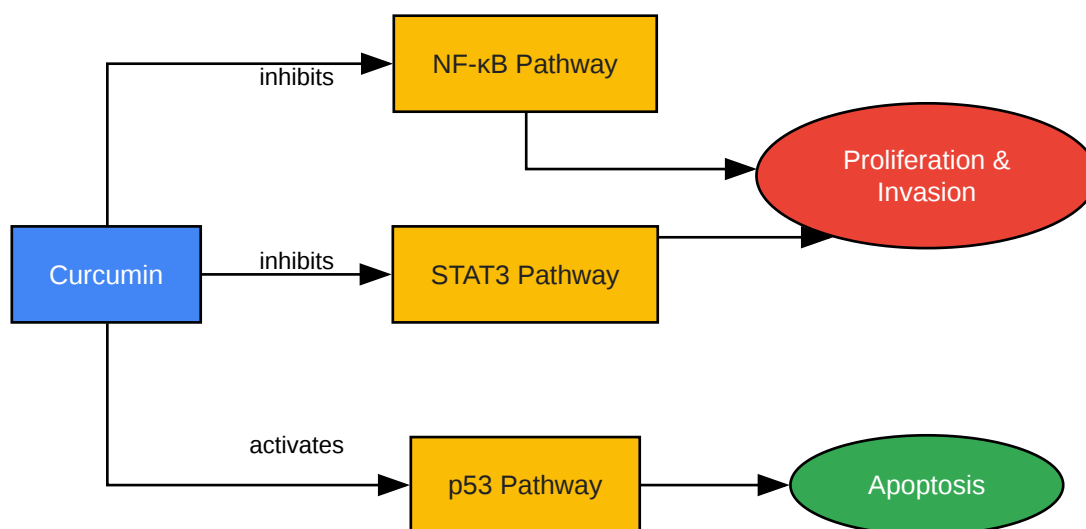 NF-κB Pathway
inhibits
Proliferation &
Invasion
Curcumin
inhibits
STAT3 Pathway
activates
p53 Pathway
Apoptosis